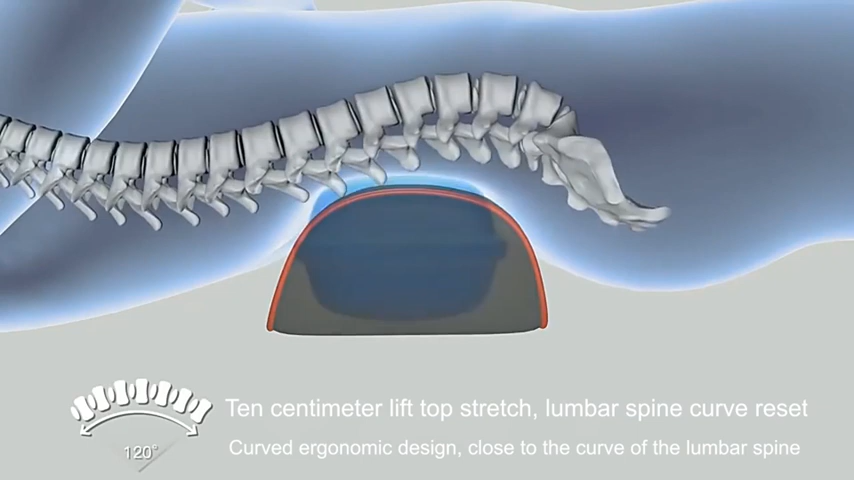 Ten centimeter lift top stretch, lumbar spine curve reset
120°
Curved ergonomic design, close to the curve of the lumbar spine